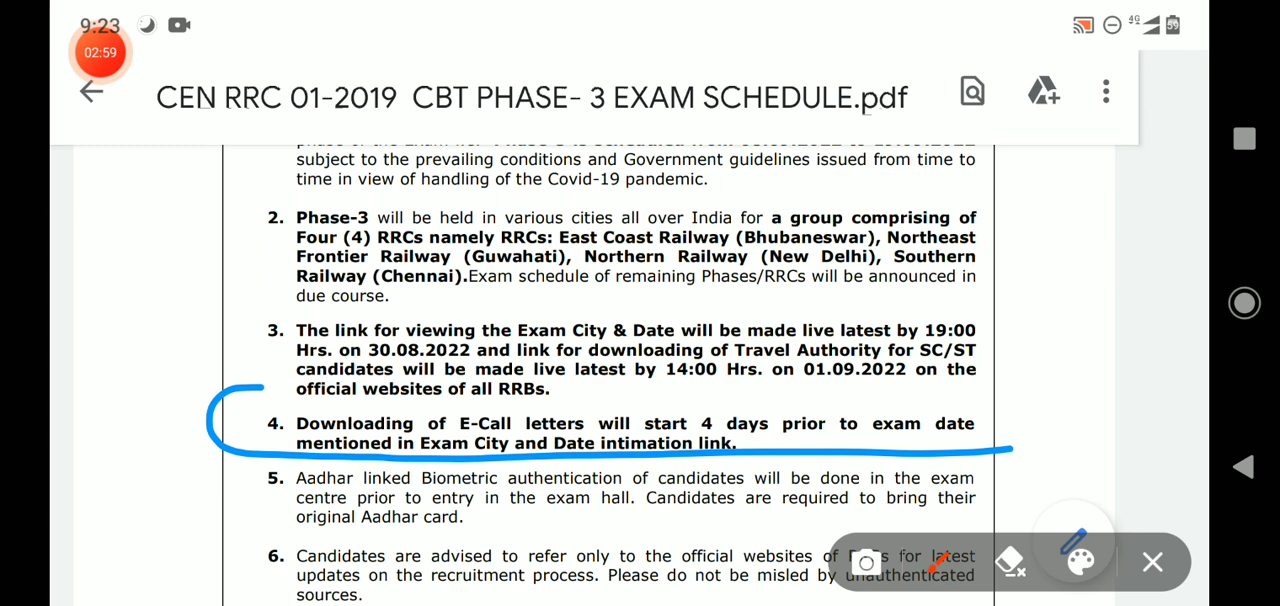 9:23
4G
59
02:59
CEN RRC 01-2019 CBT PHASE- 3 EXAM SCHEDULE.pdf
subject to the prevailing conditions and Government guidelines issued from time to
time in view of handling of the Covid-19 pandemic.
2. Phase-3 will be held in various cities all over India for a group comprising of
Four (4) RRCs namely RRCs: East Coast Railway (Bhubaneswar), Northeast
Frontier Railway (Guwahati), Northern Railway (New Delhi), Southern
Railway (Chennai).Exam schedule of remaining Phases/RRCs will be announced in
due course.
3. The link for viewing the Exam City & Date will be made live latest by 19:00
Hrs. on 30.08.2022 and link for downloading of Travel Authority for SC/ST
candidates will be made live latest by 14:00 Hrs. on 01.09.2022 on the
official websites of all RRBs.
4. Downloading of E-Call letters will start 4 days prior to exam date
mentioned in Exam City and Date intimation link.
5. Aadhar linked Biometric authentication of candidates will be done in the exam
centre prior to entry in the exam hall. Candidates are required to bring their
original Aadhar card.
6. Candidates are advised to refer only to the official websites of for latest
updates on the recruitment process. Please do not be misled by unauthenticated
sources.